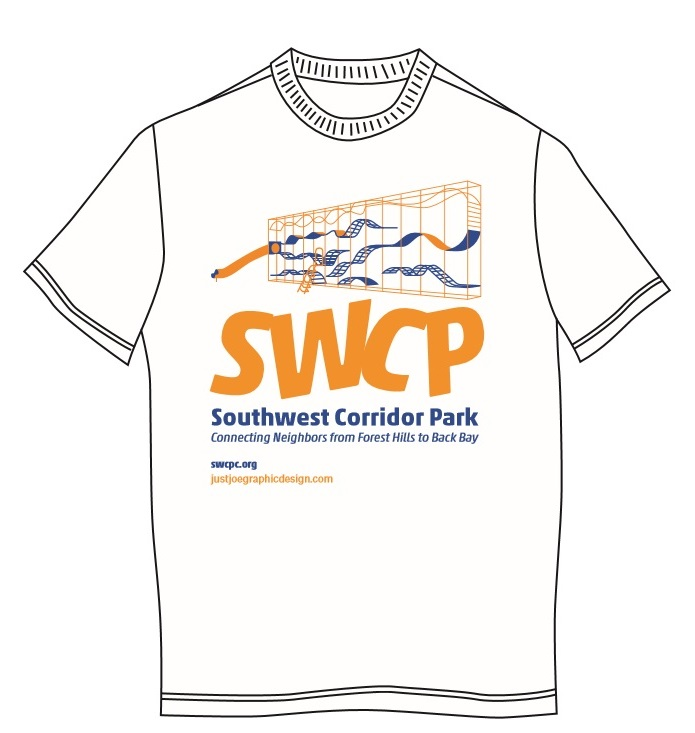 SWCP
Southwest Corridor Park
Connecting Neighbors from Forest Hills to Back Bay
swcpc.org
justjoegraphicdesign.com